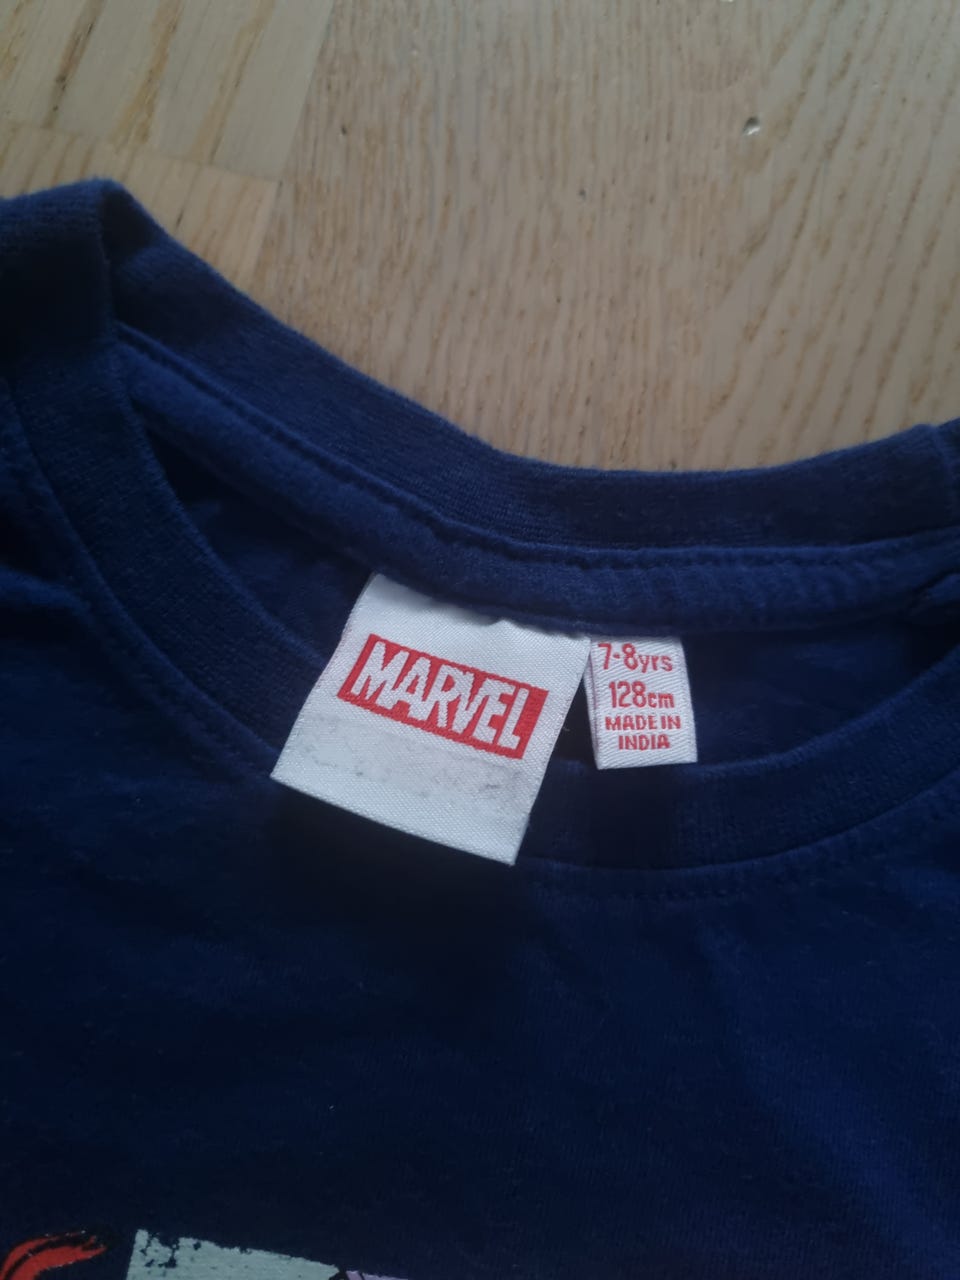 MARVEL
7-8yrs
128cm
MADE IN
INDIA